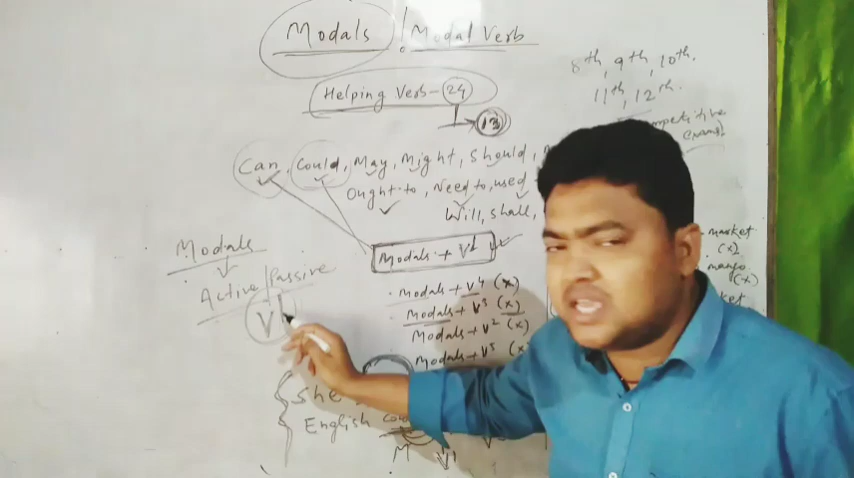 Modals / Modal Verb
8th, 9th, 10th.
11th, 12th.
Helping Verb - 24
13
Can, Could, May, Might, Should,
Ought to, Need to, used
Will, shall,
Modals + V1
Modals
Active/Passive
V1
Modals + V4 (x)
Modals + V3 (x)
Modals + V2 (x)
Modals + V5 (x)
market
(x)
mango
(x)
She
English
M V1